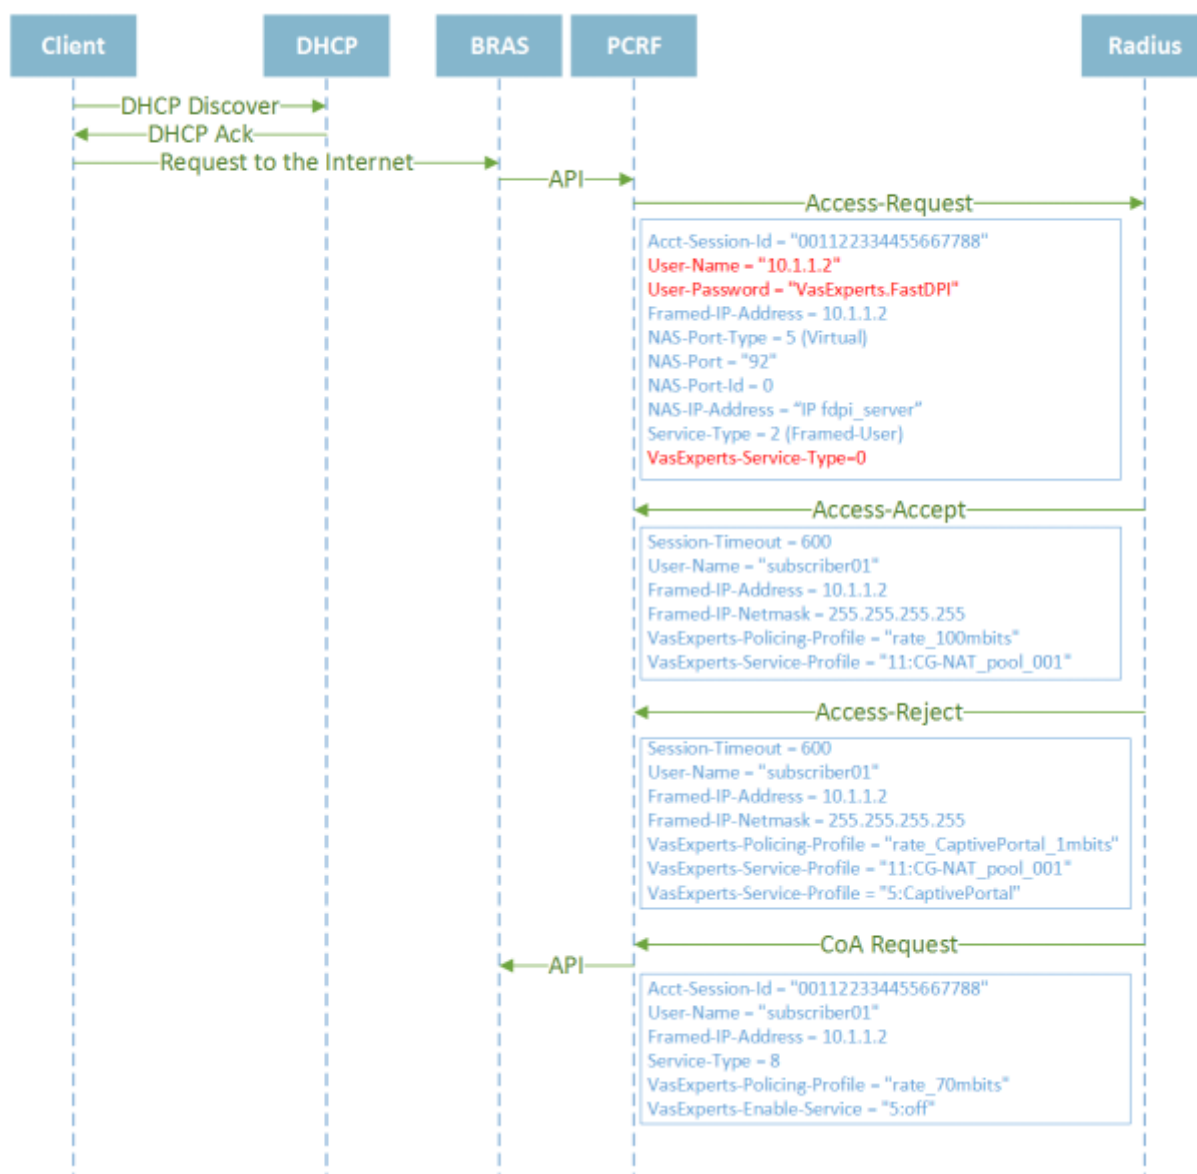 Client
DHCP
BRAS
PCRF
Radius
DHCP Discover
DHCP Ack
Request to the Internet
API
Access-Request
Acct-Session-Id = "001122334455667788"
User-Name = "10.1.1.2"
User-Password = "VasExperts.FastDPI"
Framed-IP-Address = 10.1.1.2
NAS-Port-Type = 5 (Virtual)
NAS-Port = "92"
NAS-Port-Id = 0
NAS-IP-Address = “IP fdpi_server”
Service-Type = 2 (Framed-User)
VasExperts-Service-Type=0
Access-Accept
Session-Timeout = 600
User-Name = "subscriber01"
Framed-IP-Address = 10.1.1.2
Framed-IP-Netmask = 255.255.255.255
VasExperts-Policing-Profile = "rate_100mbits"
VasExperts-Service-Profile = "11:CG-NAT_pool_001"
Access-Reject
Session-Timeout = 600
User-Name = "subscriber01"
Framed-IP-Address = 10.1.1.2
Framed-IP-Netmask = 255.255.255.255
VasExperts-Policing-Profile = "rate_CaptivePortal_1mbits"
VasExperts-Service-Profile = "11:CG-NAT_pool_001"
VasExperts-Service-Profile = "5:CaptivePortal"
CoA Request
API
Acct-Session-Id = "001122334455667788"
User-Name = "subscriber01"
Framed-IP-Address = 10.1.1.2
Service-Type = 8
VasExperts-Policing-Profile = "rate_70mbits"
VasExperts-Enable-Service = "5:off"